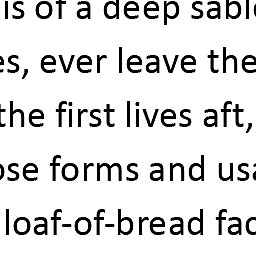 is of a deep sable
es, ever leave the
the first lives aft,
ose forms and usa
loaf-of-bread fac